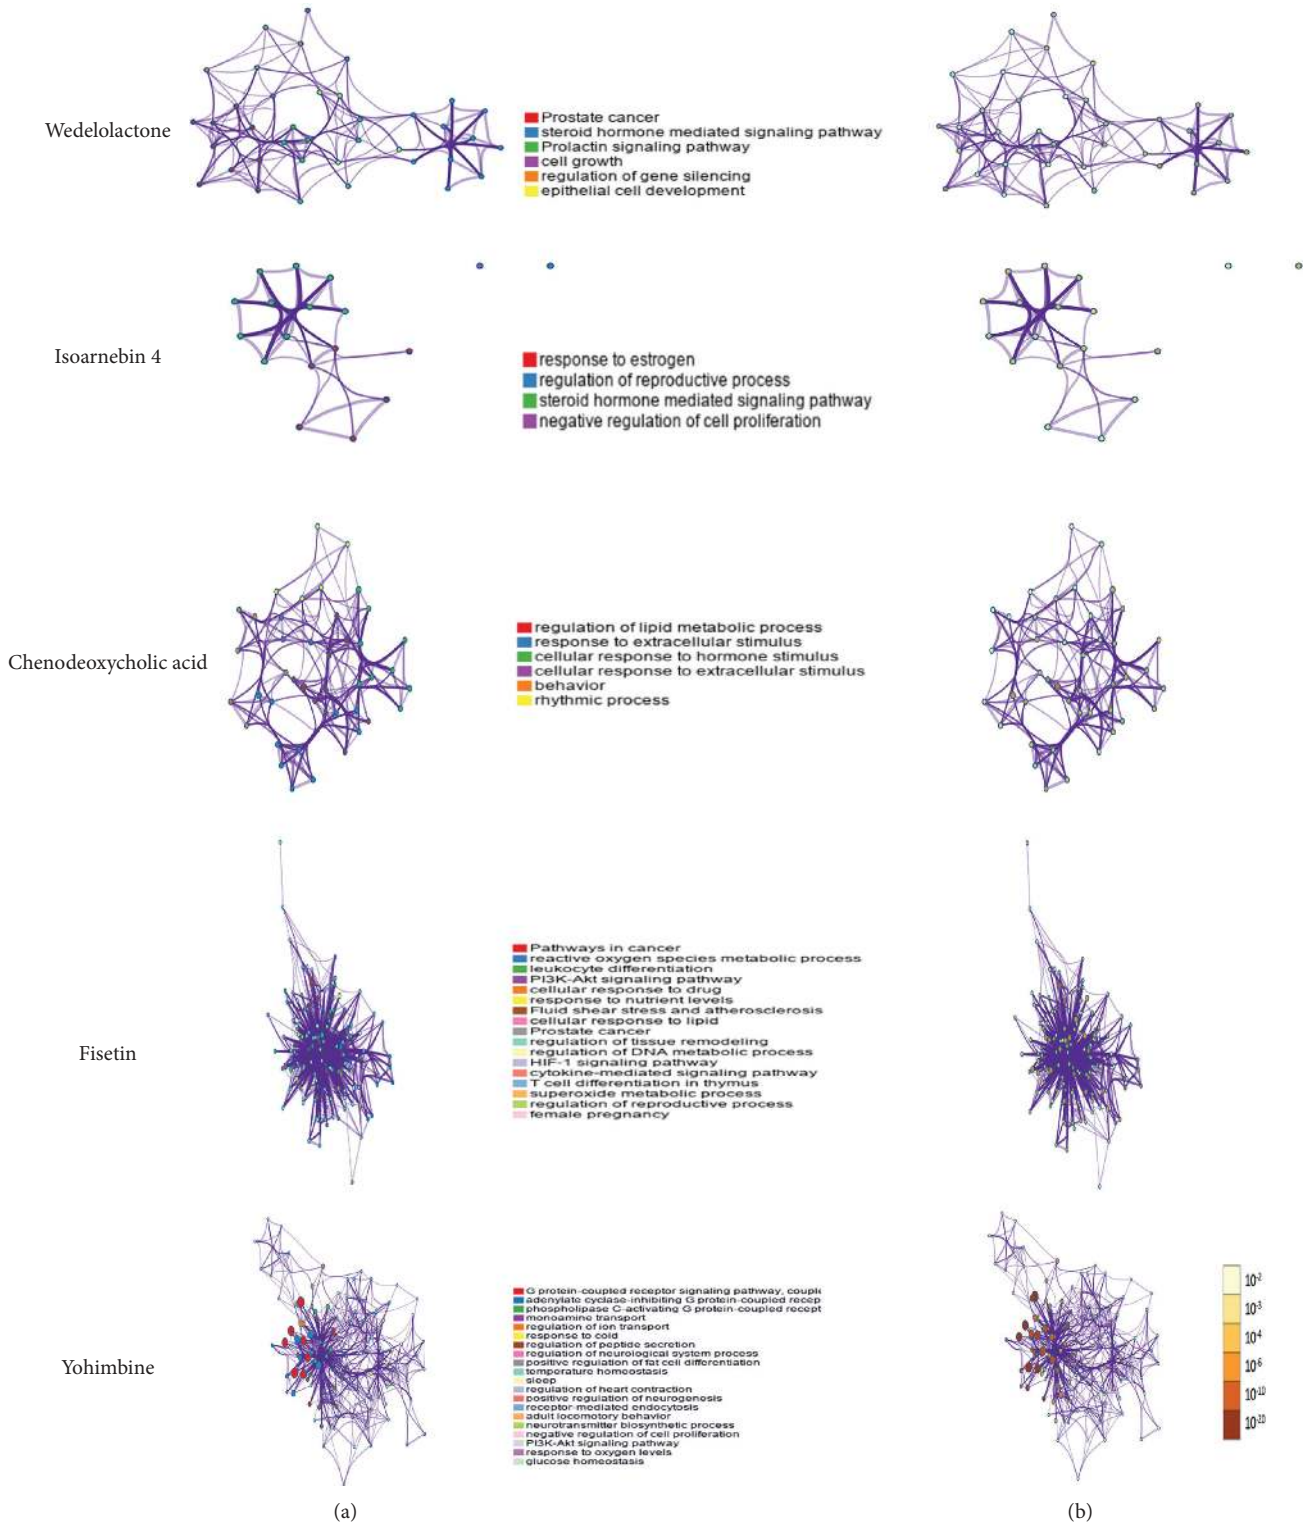 Wedelolactone
Prostate cancer
steroid hormone mediated signaling pathway
Prolactin signaling pathway
cell growth
regulation of gene silencing
epithelial cell development
Isoarnebin 4
response to estrogen
regulation of reproductive process
steroid hormone mediated signaling pathway
negative regulation of cell proliferation
Chenodeoxycholic acid
regulation of lipid metabolic process
response to extracellular stimulus
cellular response to hormone stimulus
cellular response to extracellular stimulus
behavior
rhythmic process
Fisetin
Pathways in cancer
reactive oxygen species metabolic process
leukocyte differentiation
PI3K-Akt signaling pathway
cellular response to drug
response to nutrient levels
Fluid shear stress and atherosclerosis
cellular response to lipid
Prostate cancer
regulation of tissue remodeling
regulation of DNA metabolic process
HIF-1 signaling pathway
cytokine-mediated signaling pathway
T cell differentiation in thymus
superoxide metabolic process
regulation of reproductive process
female pregnancy
Yohimbine
G protein-coupled receptor signaling pathway, coupl
adenylate cyclase-inhibiting G protein-coupled recep
phospholipase C-activating G protein-coupled recept
monoamine transport
regulation of ion transport
response to cold
regulation of peptide secretion
regulation of neurological system process
positive regulation of fat cell differentiation
temperature homeostasis
sleep
regulation of heart contraction
positive regulation of neurogenesis
receptor-mediated endocytosis
adult locomotory behavior
neurotransmitter biosynthetic process
negative regulation of cell proliferation
PI3K-Akt signaling pathway
response to oxygen levels
glucose homeostasis
10-2
10-3
10-4
10-6
10-10
10-20
(a)
(b)